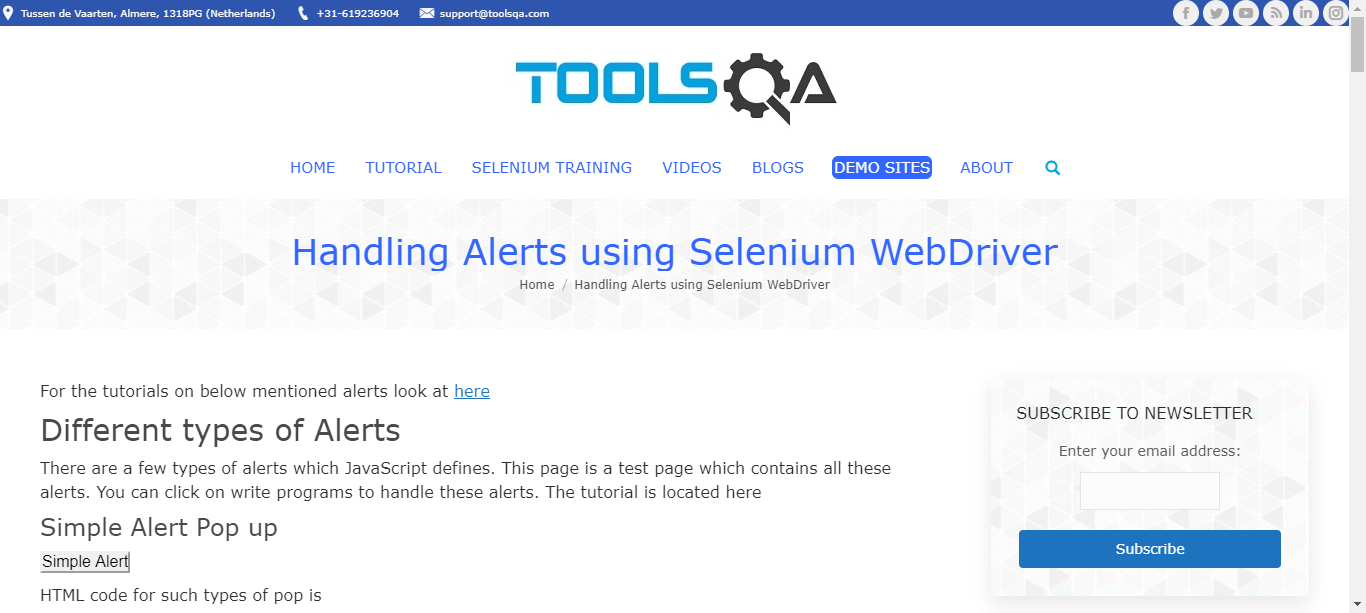 Tussen de Vaarten, Almere, 1318PG (Netherlands) +31-619236904 support@toolsqa.com
TOOLSQA
HOME TUTORIAL SELENIUM TRAINING VIDEOS BLOGS DEMO SITES ABOUT
Handling Alerts using Selenium WebDriver
Home / Handling Alerts using Selenium WebDriver
For the tutorials on below mentioned alerts look at here
Different types of Alerts
There are a few types of alerts which JavaScript defines. This page is a test page which contains all these
alerts. You can click on write programs to handle these alerts. The tutorial is located here
Simple Alert Pop up
Simple Alert
HTML code for such types of pop is
SUBSCRIBE TO NEWSLETTER
Enter your email address:
Subscribe